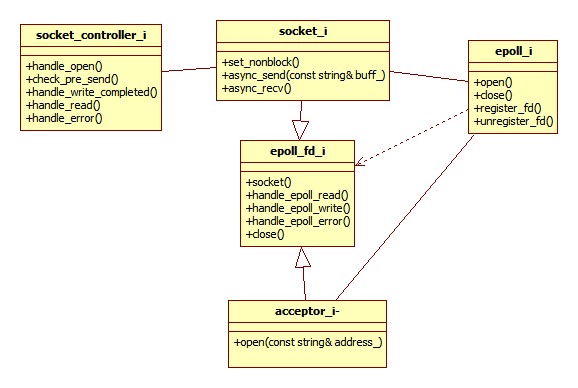 socket_controller_i
+handle_open()
+check_pre_send()
+handle_write_completed()
+handle_read()
+handle_error()
socket_i
+set_nonblock()
+async_send(const string& buff_)
+async_recv()
epoll_i
+open()
+close()
+register_fd()
+unregister_fd()
epoll_fd_i
+socket()
+handle_epoll_read()
+handle_epoll_write()
+handle_epoll_error()
+close()
acceptor_i-
+open(const string& address_)